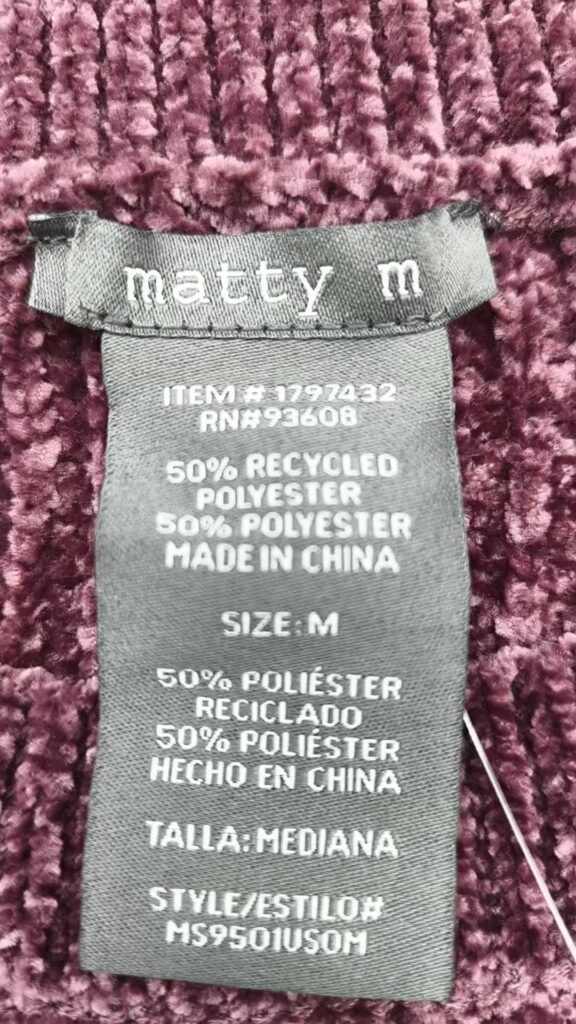 matty m
ITEM # 1797432
RN#93608
50% RECYCLED
POLYESTER
50% POLYESTER
MADE IN CHINA
SIZE: M
50% POLIÉSTER
RECICLADO
50% POLIÉSTER
HECHO EN CHINA
TALLA: MEDIANA
STYLE/ESTILO#
MS9501USOM